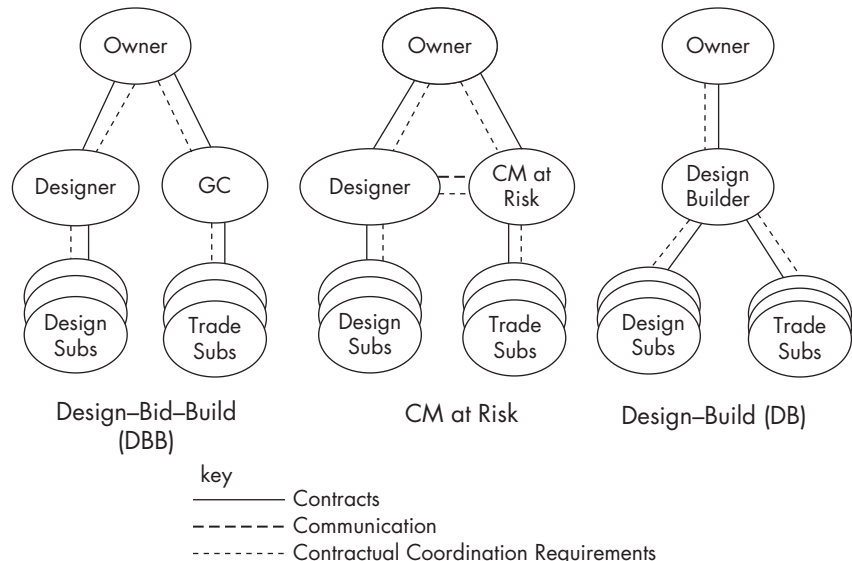 Owner
Designer
GC
Design
Subs
Trade
Subs
Design–Bid–Build
(DBB)
Owner
Designer
CM at
Risk
Design
Subs
Trade
Subs
CM at Risk
Owner
Design
Builder
Design
Subs
Trade
Subs
Design–Build (DB)
key
Contracts
Communication
Contractual Coordination Requirements